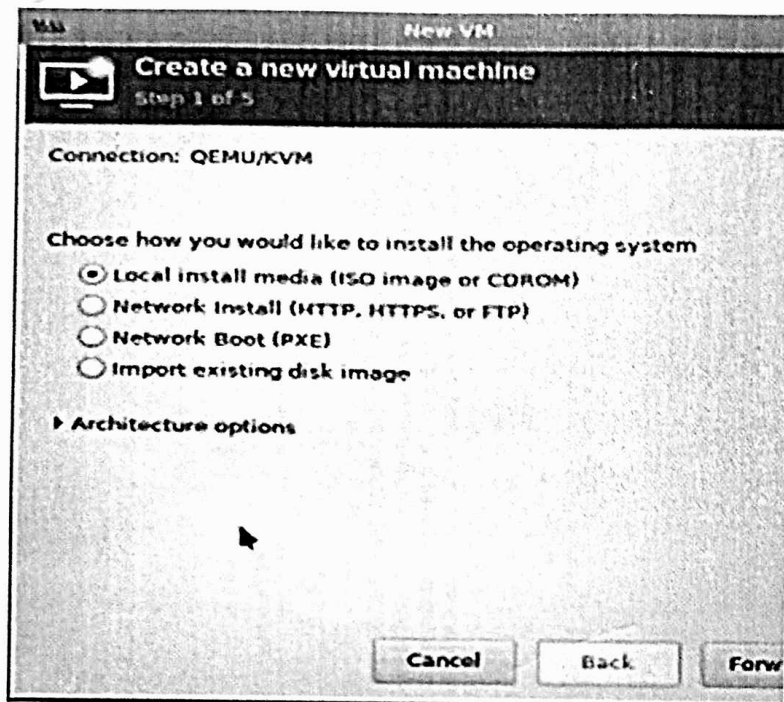 New VM
Create a new virtual machine
Step 1 of 5
Connection: QEMU/KVM
Choose how you would like to install the operating system
Local install media (ISO image or CDROM)
Network Install (HTTP, HTTPS, or FTP)
Network Boot (PXE)
Import existing disk image
Architecture options
Cancel Back Forw